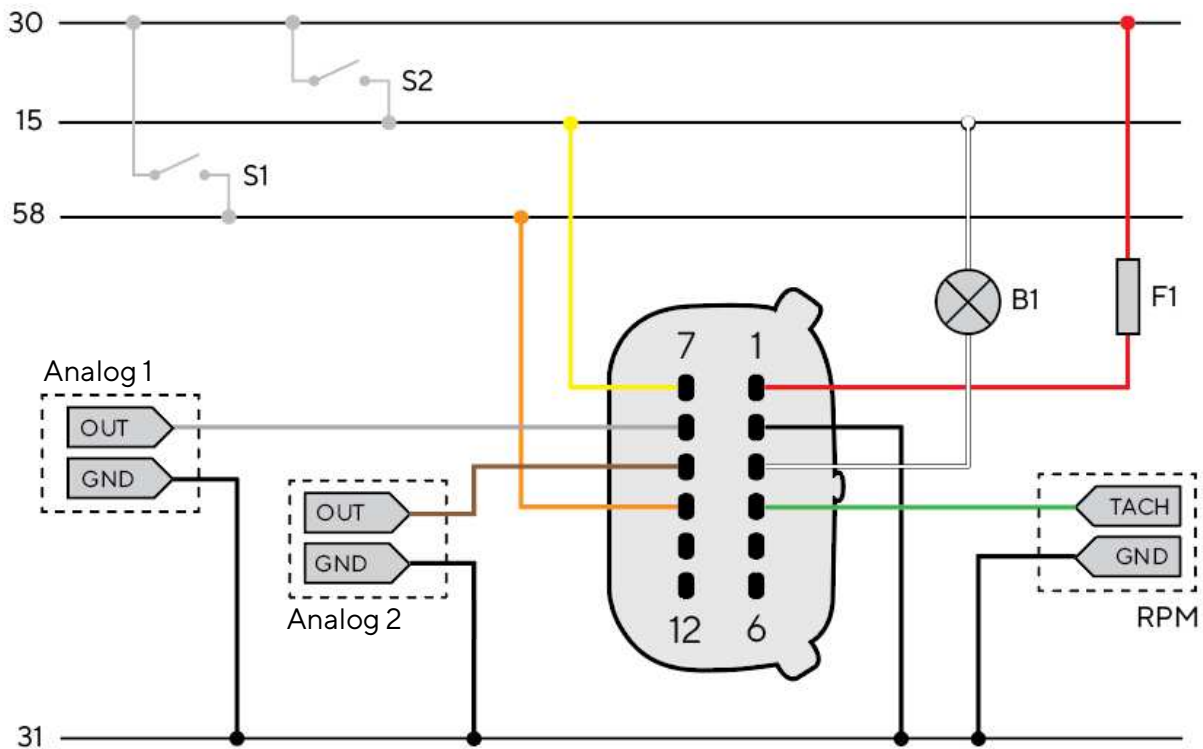 30
S2
15
S1
58
B1
F1
7 1
Analog 1
OUT
GND
OUT
GND
Analog 2
TACH
GND
RPM
12 6
31